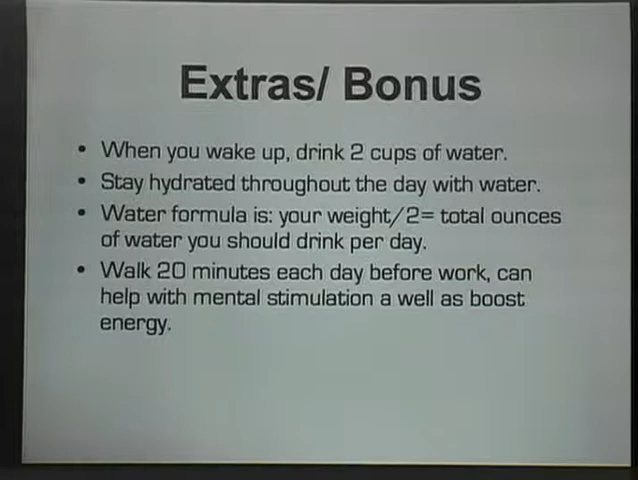 Extras/ Bonus
• When you wake up, drink 2 cups of water.
• Stay hydrated throughout the day with water.
• Water formula is: your weight/2= total ounces
of water you should drink per day.
• Walk 20 minutes each day before work, can
help with mental stimulation a well as boost
energy.